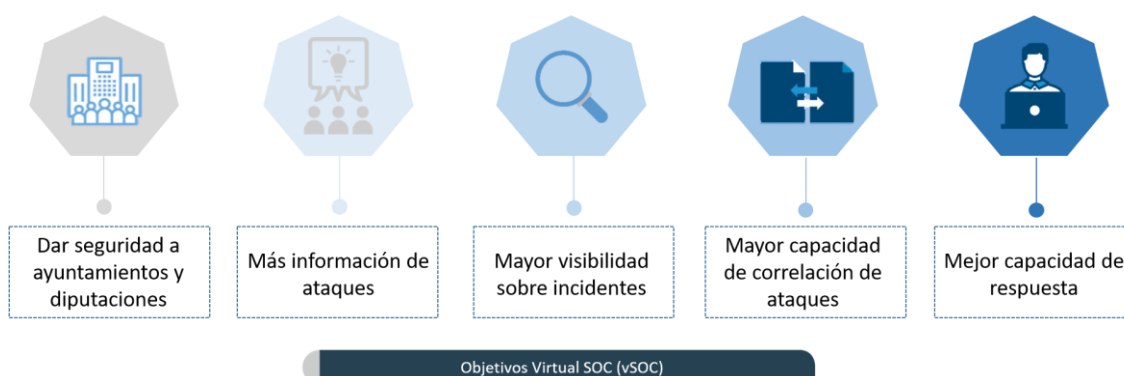 Dar seguridad a
ayuntamientos y
diputaciones
Más información de
ataques
Mayor visibilidad
sobre incidentes
Mayor capacidad
de correlación de
ataques
Mejor capacidad de
respuesta
Objetivos Virtual SOC (vSOC)